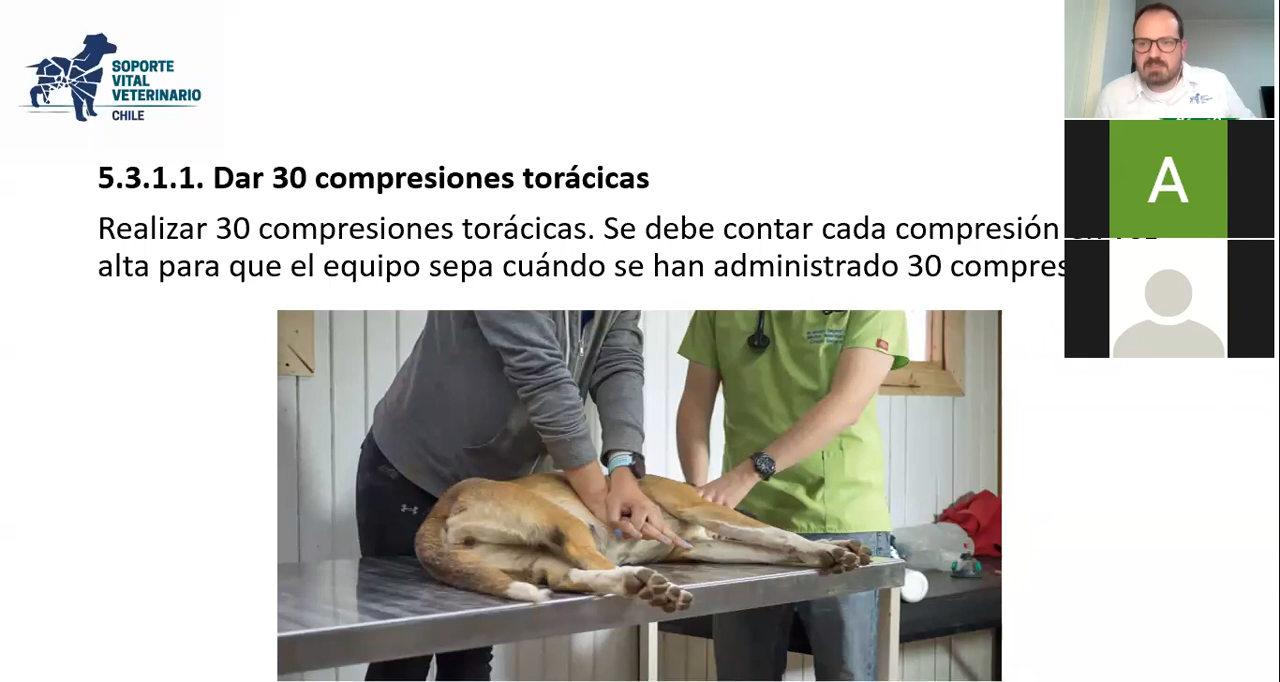 SOPORTE
VITAL
VETERINARIO
CHILE
5.3.1.1. Dar 30 compresiones torácicas
Realizar 30 compresiones torácicas. Se debe contar cada compresión
alta para que el equipo sepa cuándo se han administrado 30 compres
A